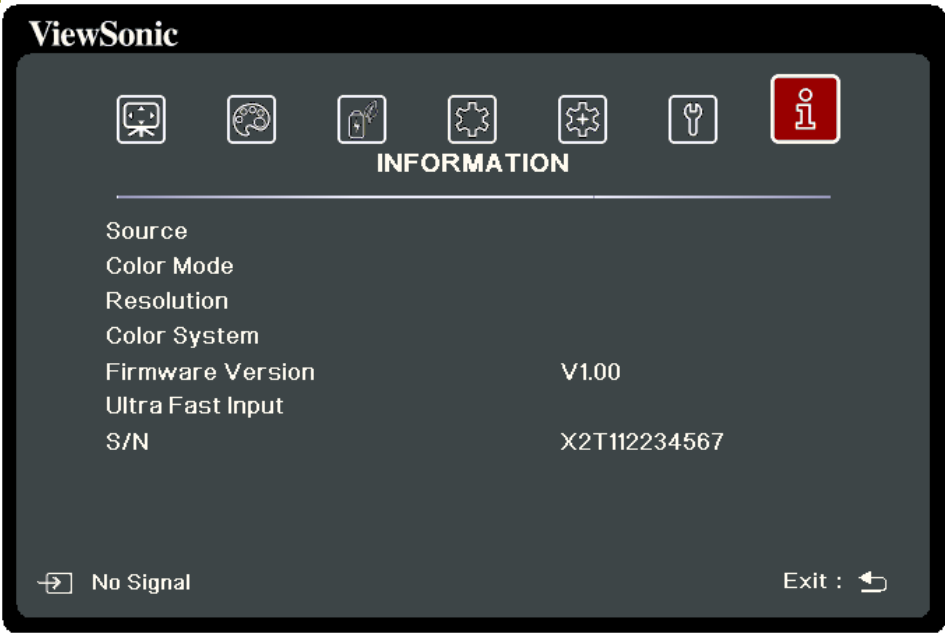 ViewSonic
INFORMATION
Source
Color Mode
Resolution
Color System
Firmware Version V1.00
Ultra Fast Input
S/N X2T112234567
No Signal Exit :